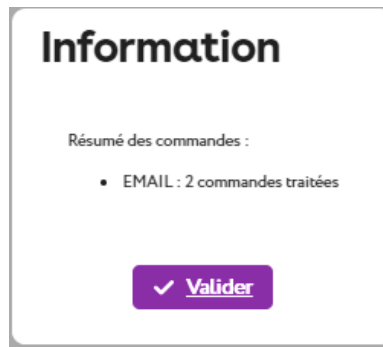 Information
Résumé des commandes :
• EMAIL : 2 commandes traitées
Valider